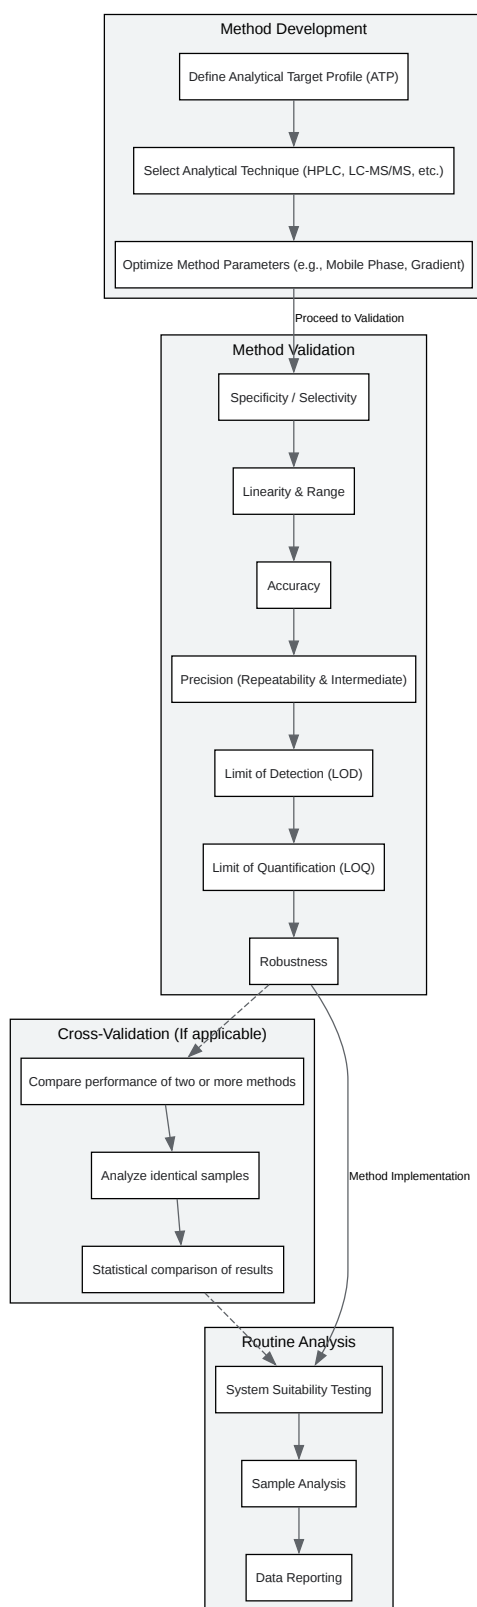 Method Development
Define Analytical Target Profile (ATP)
Select Analytical Technique (HPLC, LC-MS/MS, etc.)
Optimize Method Parameters (e.g., Mobile Phase, Gradient)
Proceed to Validation
Method Validation
Specificity / Selectivity
Linearity & Range
Accuracy
Precision (Repeatability & Intermediate)
Limit of Detection (LOD)
Limit of Quantification (LOQ)
Robustness
Cross-Validation (If applicable)
Compare performance of two or more methods
Analyze identical samples
Method Implementation
Statistical comparison of results
Routine Analysis
System Suitability Testing
Sample Analysis
Data Reporting